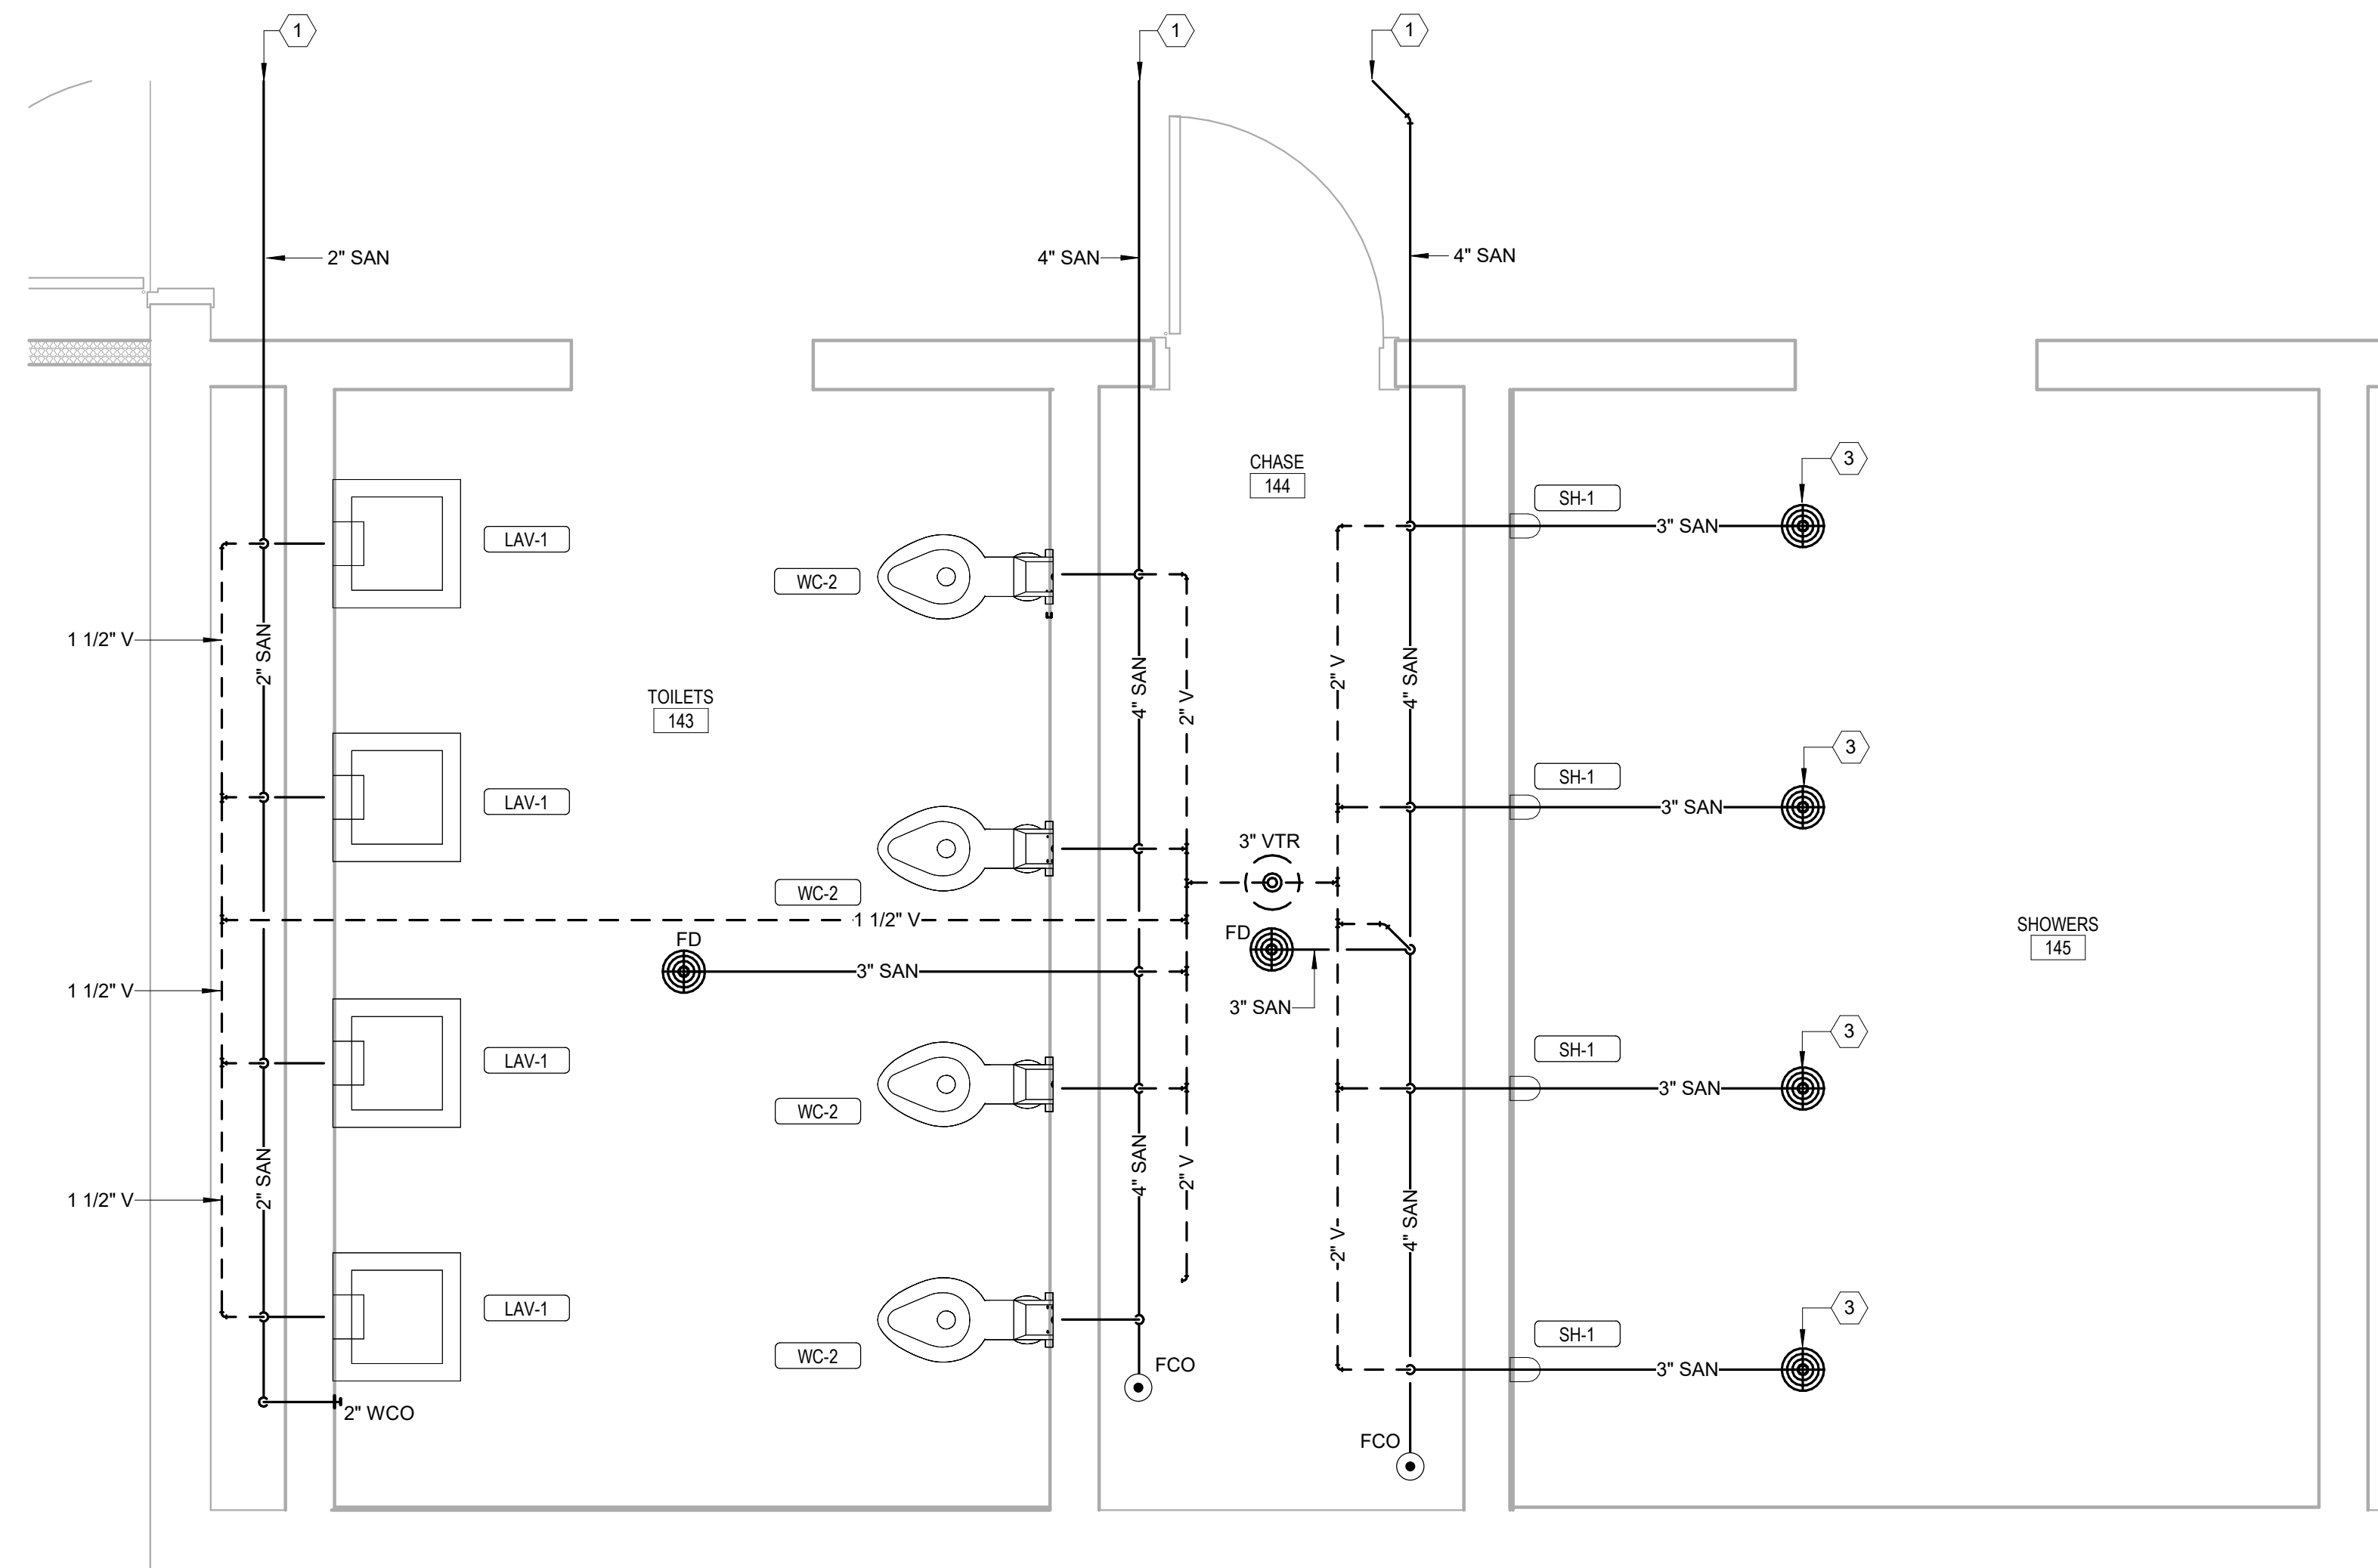 1
1
1
2" SAN
4" SAN
4" SAN
CHASE
144
3
SH-1
3" SAN
LAV-1
WC-2
1 1/2" V
2" SAN
4" SAN
2" V
2" V
4" SAN
TOILETS
143
3
SH-1
3" SAN
LAV-1
3" VTR
WC-2
1 1/2" V
FD
FD
SHOWERS
145
3" SAN
1 1/2" V
3" SAN
3
SH-1
LAV-1
3" SAN
WC-2
1 1/2" V
2" SAN
4" SAN
2" V
2" V
4" SAN
3
LAV-1
SH-1
WC-2
FCO
3" SAN
2" WCO
FCO